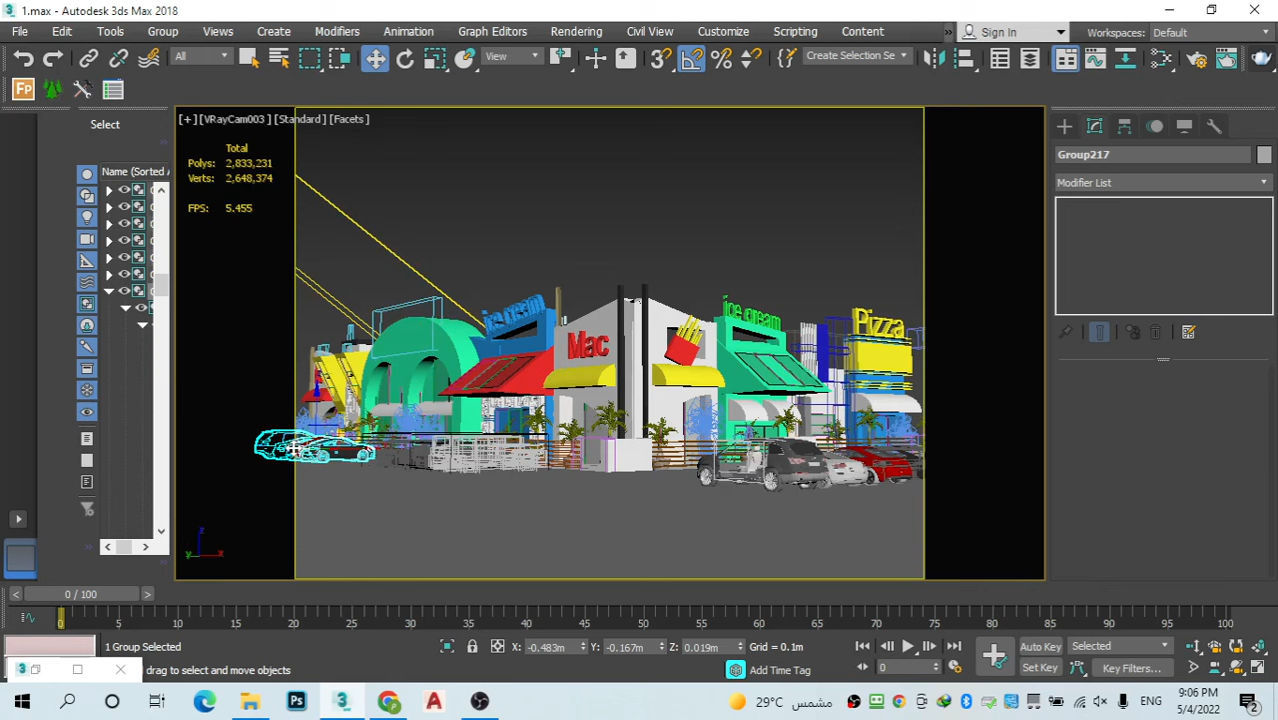 1.max - Autodesk 3ds Max 2018
File Edit Tools Group Views Create Modifiers Animation Graph Editors Rendering Civil View Customize Scripting Content Sign In Workspaces: Default
All View Create Selection Se
Fp
Select
Name (Sorted A
[+] [VRayCam003 ] [Standard ] [Facets ]
Total
Polys: 2,833,231
Verts: 2,648,374
FPS: 5.455
ice cream
Mac
ice cream
Pizza
z
y x
Group217
Modifier List
0 / 100
0 5 10 15 20 25 30 35 40 45 50 55 60 65 70 75 80 85 90 95 100
1 Group Selected
X: -0.483m Y: -0.167m Z: 0.019m Grid = 0.1m
Auto Key Selected
drag to select and move objects
Add Time Tag
0
Set Key Key Filters...
Ps
3
A
29°
مشمس
ENG
9:06 PM
5/4/2022
2